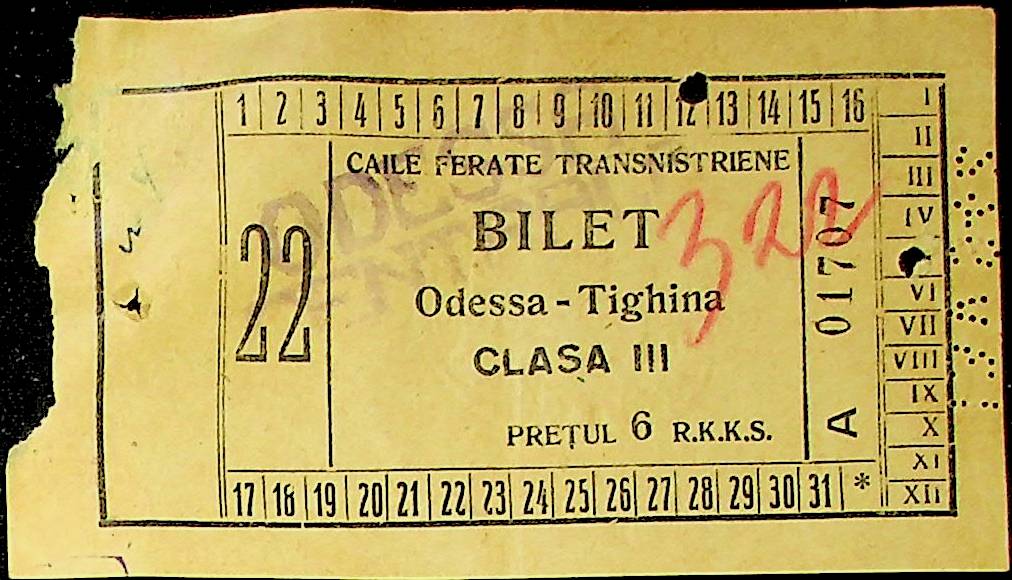 1 2 3 4 5 6 7 8 9 10 11 12 13 14 15 16
CAILE FERATE TRANSNISTRIENE
BILET
322
Odessa - Tighina
CLASA III
PREȚUL 6 R.K.K.S.
22
A 01707
17 18 19 20 21 22 23 24 25 26 27 28 29 30 31 *
I
II
III
IV
VI
VII
VIII
IX
X
XI
XII
ODESSA